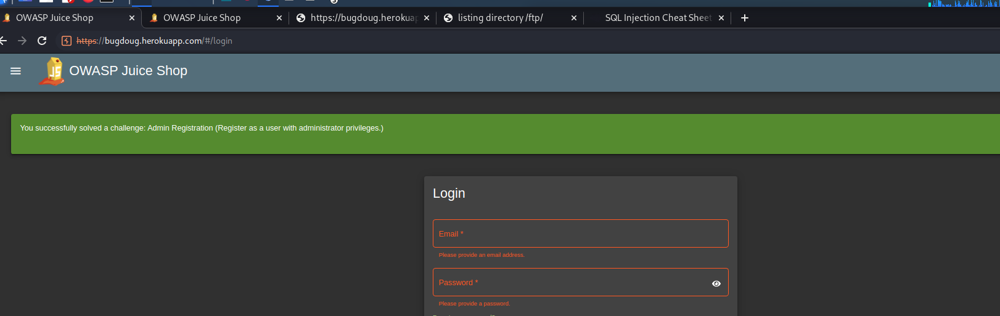 OWASP Juice Shop
OWASP Juice Shop
https://bugdoug.herokuap
listing directory /ftp/
SQL Injection Cheat Sheet
https://bugdoug.herokuapp.com/#/login
JS
OWASP Juice Shop
You successfully solved a challenge: Admin Registration (Register as a user with administrator privileges.)
Login
Email *
Please provide an email address.
Password *
Please provide a password.